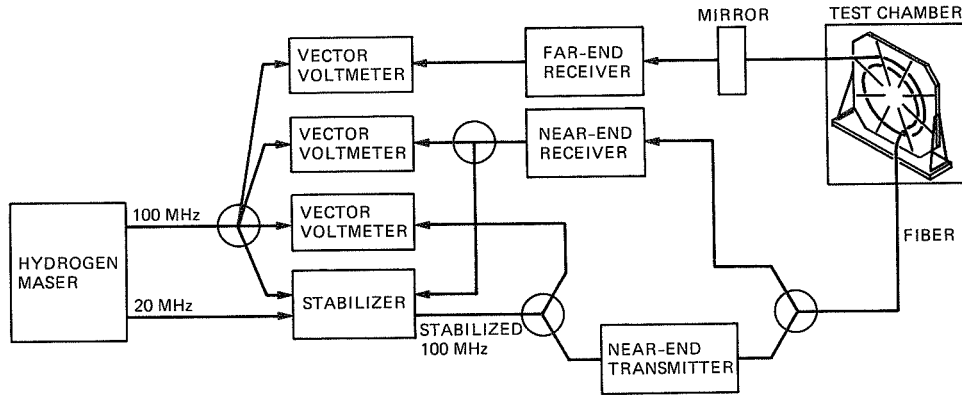 MIRROR
TEST CHAMBER
VECTOR
VOLTMETER
FAR-END
RECEIVER
VECTOR
VOLTMETER
NEAR-END
RECEIVER
VECTOR
VOLTMETER
100 MHz
HYDROGEN
MASER
FIBER
20 MHz
STABILIZER
STABILIZED
100 MHz
NEAR-END
TRANSMITTER